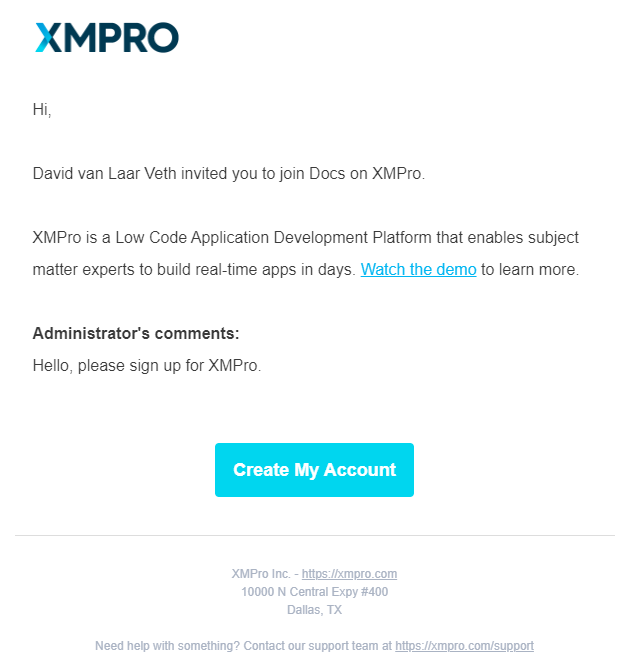 XMPRO
Hi,
David van Laar Veth invited you to join Docs on XMPro.
XMPro is a Low Code Application Development Platform that enables subject
matter experts to build real-time apps in days. Watch the demo to learn more.
Administrator's comments:
Hello, please sign up for XMPro.
Create My Account
XMPro Inc. - https://xmpro.com
10000 N Central Expy #400
Dallas, TX
Need help with something? Contact our support team at https://xmpro.com/support